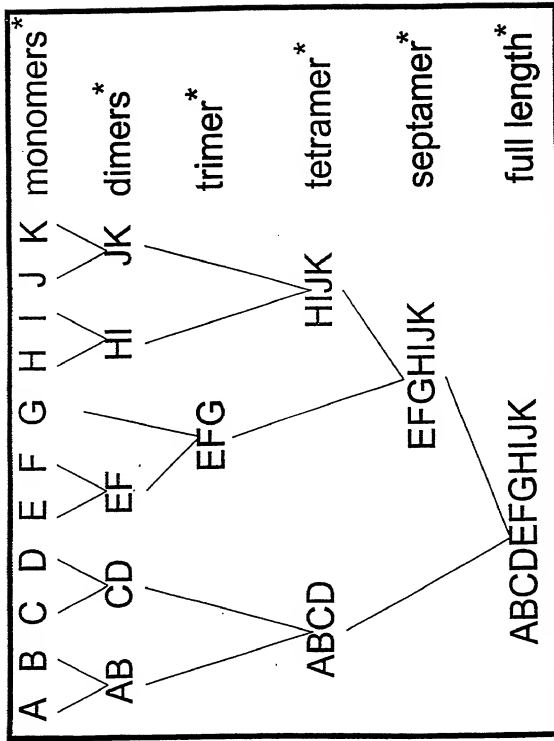 A B C D E F G H I J K monomers*
AB CD EF HI JK dimers*
EFG trimer*
ABCD HIJK tetramer*
EFGHIJK septamer*
ABCDEFGHIJK full length*